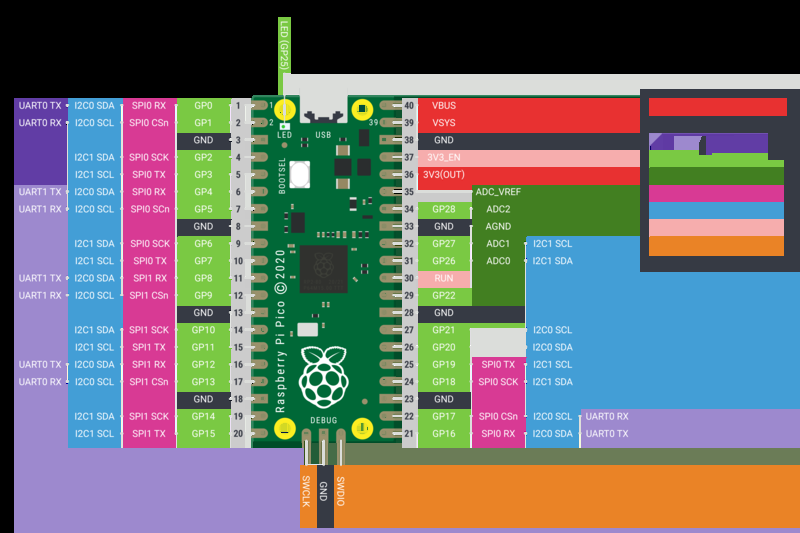 LED (GP25)
UART0 TX I2C0 SDA SPI0 RX GP0 1 1 40 VBUS
UART0 RX I2C0 SCL SPI0 CSn GP1 2 2 39 39 VSYS
LED USB
GND 3 38 GND
I2C1 SDA SPI0 SCK GP2 4 37 3V3_EN
I2C1 SCL SPI0 TX GP3 5 36 3V3(OUT)
BOOTSEL
UART1 TX I2C0 SDA SPI0 RX GP4 6 35 ADC_VREF
UART1 RX I2C0 SCL SPI0 SCn GP5 7 34 GP28 ADC2
GND 8 33 GND AGND
I2C1 SDA SPI0 SCK GP6 9 32 GP27 ADC1 I2C1 SCL
I2C1 SCL SPI0 TX GP7 10 31 GP26 ADC0 I2C1 SDA
UART1 TX I2C0 SDA SPI1 RX GP8 11 30 RUN
UART1 RX I2C0 SCL SPI1 CSn GP9 12 29 GP22
Raspberry Pi Pico © 2020
GND 13 28 GND
I2C1 SDA SPI1 SCK GP10 14 27 GP21 I2C0 SCL
I2C1 SCL SPI1 TX GP11 15 26 GP20 I2C0 SDA
UART0 TX I2C0 SDA SPI1 RX GP12 16 25 GP19 SPI0 TX I2C1 SCL
UART0 RX I2C0 SCL SPI1 CSn GP13 17 24 GP18 SPI0 SCK I2C1 SDA
GND 18 23 GND
I2C1 SDA SPI1 SCK GP14 19 22 GP17 SPI0 CSn I2C0 SCL UART0 RX
I2C1 SCL SPI1 TX GP15 20 21 GP16 SPI0 RX I2C0 SDA UART0 TX
DEBUG
SWCLK
GND
SWDIO